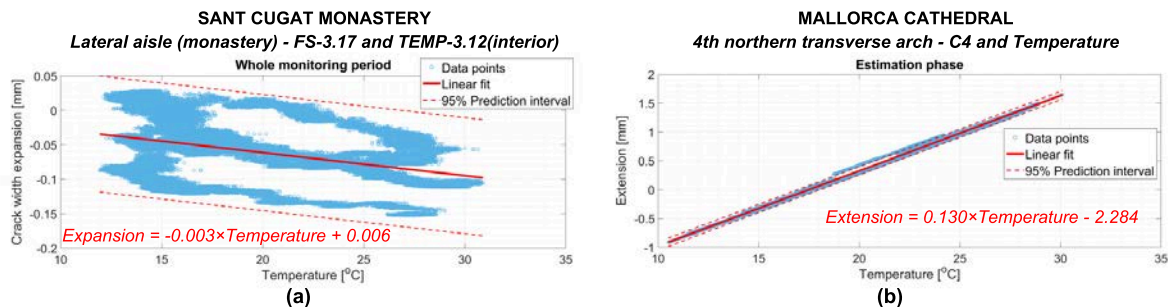 SANT CUGAT MONASTERY
Lateral aisle (monastery) - FS-3.17 and TEMP-3.12(interior)
Whole monitoring period
Data points
Linear fit
95% Prediction interval
0.05
0
-0.05
-0.1
-0.15
-0.2
Crack width expansion [mm]
Expansion = -0.003×Temperature + 0.006
10 15 20 25 30 35
Temperature [°C]
(a)
MALLORCA CATHEDRAL
4th northern transverse arch - C4 and Temperature
Estimation phase
2
1.5
1
0.5
0
-0.5
-1
Extension [mm]
Data points
Linear fit
95% Prediction interval
Extension = 0.130×Temperature - 2.284
10 15 20 25 30 35
Temperature [°C]
(b)